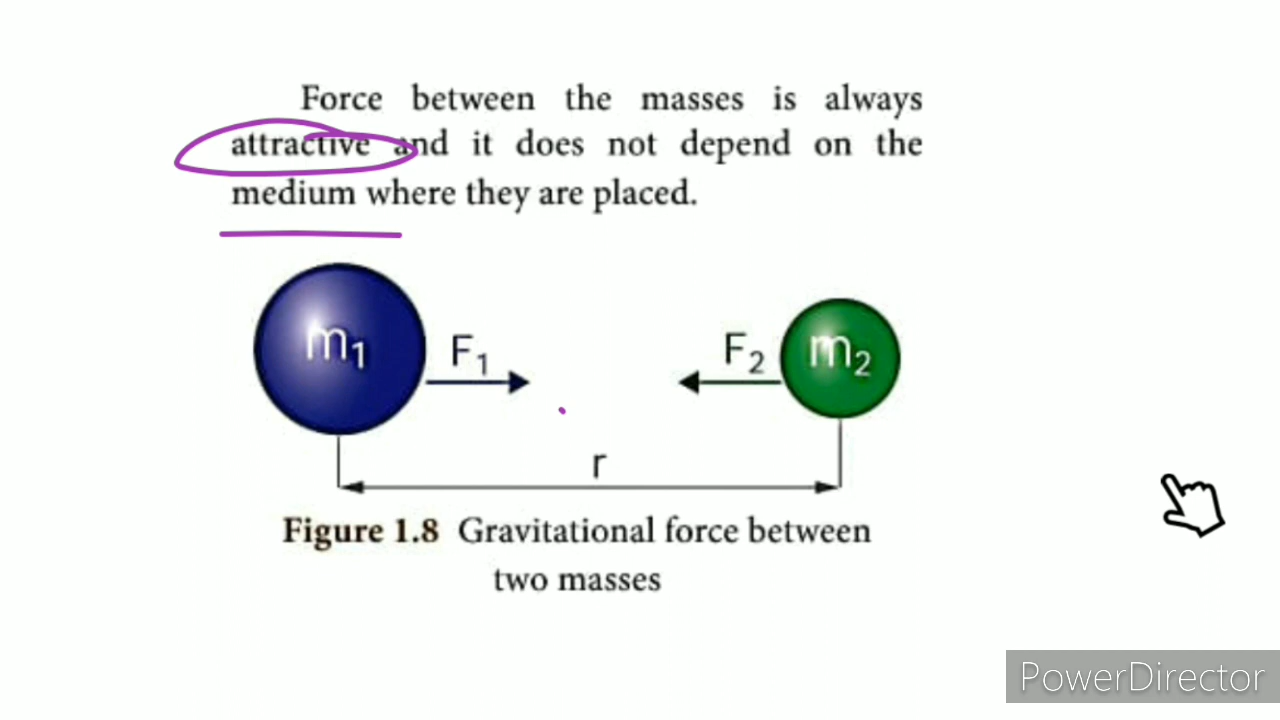 Force between the masses is always
attractive and it does not depend on the
medium where they are placed.
m₁
F₁
F₂
m₂
r
Figure 1.8 Gravitational force between
two masses
PowerDirector